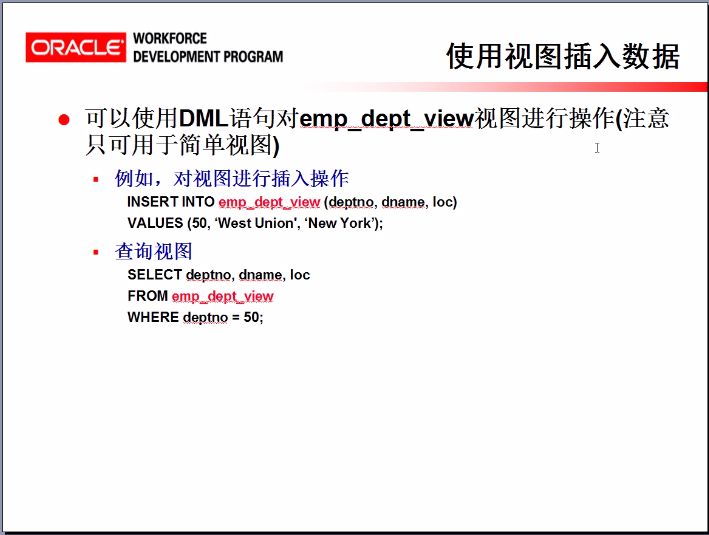 ORACLE® WORKFORCE
DEVELOPMENT PROGRAM
使用视图插入数据
可以使用DML语句对emp_dept_view视图进行操作(注意
只可用于简单视图)
例如，对视图进行插入操作
INSERT INTO emp_dept_view (deptno, dname, loc)
VALUES (50, ‘West Union', ‘New York’);
查询视图
SELECT deptno, dname, loc
FROM emp_dept_view
WHERE deptno = 50;